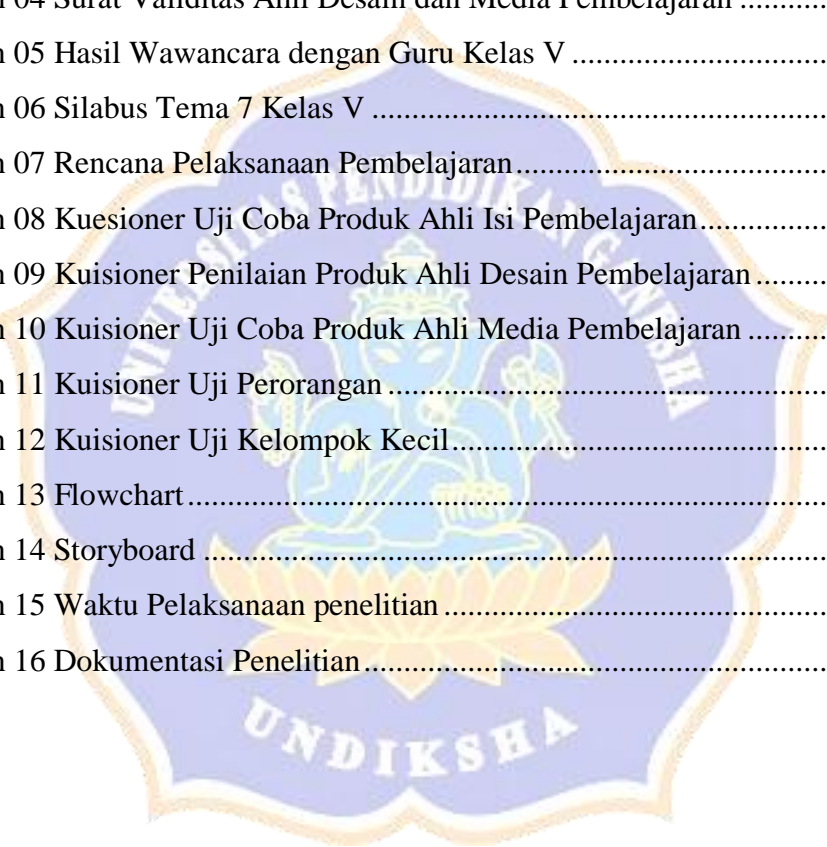 n 04 Surat Validitas Ahli Desain dan Media Pembelajaran ..........
n 05 Hasil Wawancara dengan Guru Kelas V ................................
n 06 Silabus Tema 7 Kelas V ..........................................................
n 07 Rencana Pelaksanaan Pembelajaran........................................
n 08 Kuesioner Uji Coba Produk Ahli Isi Pembelajaran................
n 09 Kuisioner Penilaian Produk Ahli Desain Pembelajaran .........
n 10 Kuisioner Uji Coba Produk Ahli Media Pembelajaran ..........
n 11 Kuisioner Uji Perorangan ........................................................
n 12 Kuisioner Uji Kelompok Kecil................................................
n 13 Flowchart..................................................................................
n 14 Storyboard ................................................................................
n 15 Waktu Pelaksanaan penelitian .................................................
n 16 Dokumentasi Penelitian...........................................................
UNIVERSITAS PENDIDIKAN GANESHA
UNDIKSHA